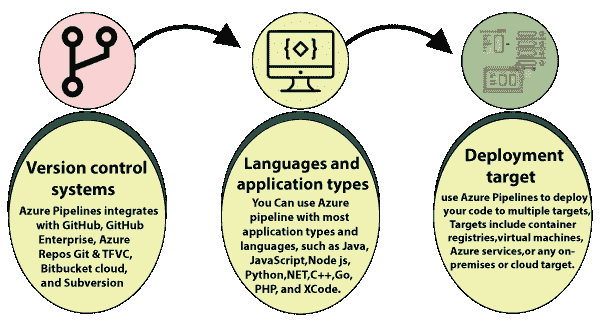 Version control
systems
Azure Pipelines integrates
with GitHub, GitHub
Enterprise, Azure
Repos Git & TFVC,
Bitbucket cloud,
and Subversion
Languages and
application types
You Can use Azure
pipeline with most
application types and
languages, such as Java,
JavaScript,Node js,
Python,NET,C++,Go,
PHP, and XCode.
Deployment
target
use Azure Pipelines to deploy
your code to multiple targets,
Targets include container
registries,virtual machines,
Azure services,or any on-
premises or cloud target.